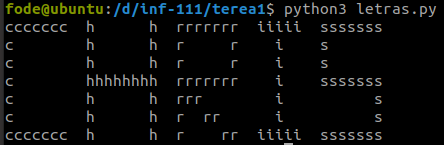 fode@ubuntu:/d/inf-111/terea1$ python3 letras.py
ccccccc  h      h  rrrrrrr  iiiii  sssssss
c        h      h  r     r    i    s
c        h      h  r     r    i    s
c        hhhhhhhh  rrrrrrr    i    sssssss
c        h      h  rrr        i          s
c        h      h  r  rr      i          s
ccccccc  h      h  r    rr  iiiii  sssssss